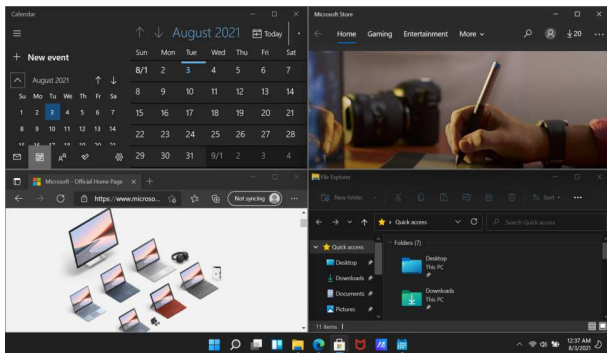 Calendar
August 2021
Today
New event
Sun Mon Tue Wed Thu Fri Sat
8/1 2 3 4 5 6 7
8 9 10 11 12 13 14
15 16 17 18 19 20 21
22 23 24 25 26 27 28
29 30 31 9/1 2 3 4
August 2021
Su Mo Tu We Th Fr Sa
1 2 3 4 5 6 7
8 9 10 11 12 13 14
Microsoft Store
Home Gaming Entertainment More
20
Microsoft - Official Home Page
https://www.microso...
Not syncing
File Explorer
New folder
Sort
Quick access
Search Quick access
Quick access
Desktop
Downloads
Documents
Pictures
Folders (7)
Desktop
This PC
Downloads
This PC
11 items
12:37 AM
8/3/2021